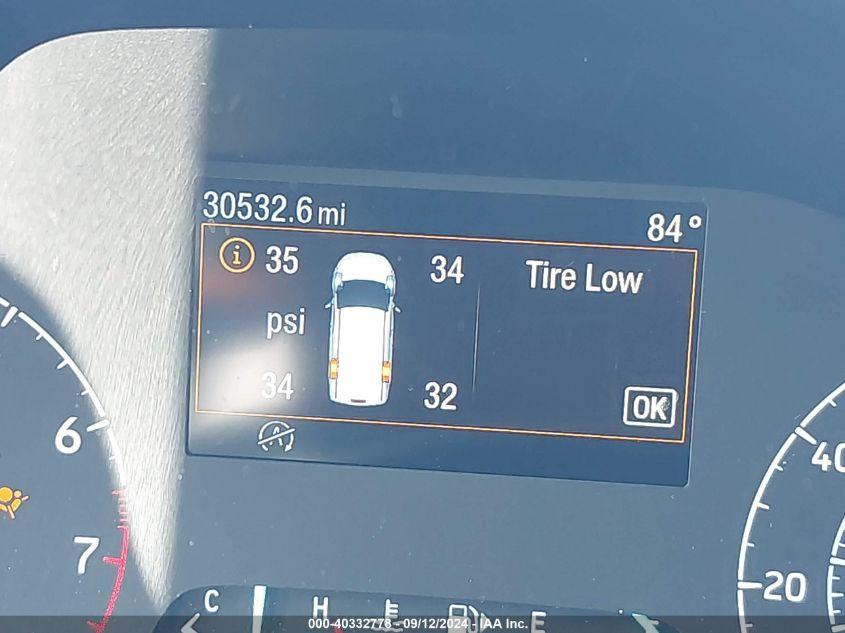 30532.6 mi 84°
i 35 34 Tire Low
psi
34 32 OK
A
6
7
40
20
C H E
000-40332778 - 09/12/2024 - IAA Inc.